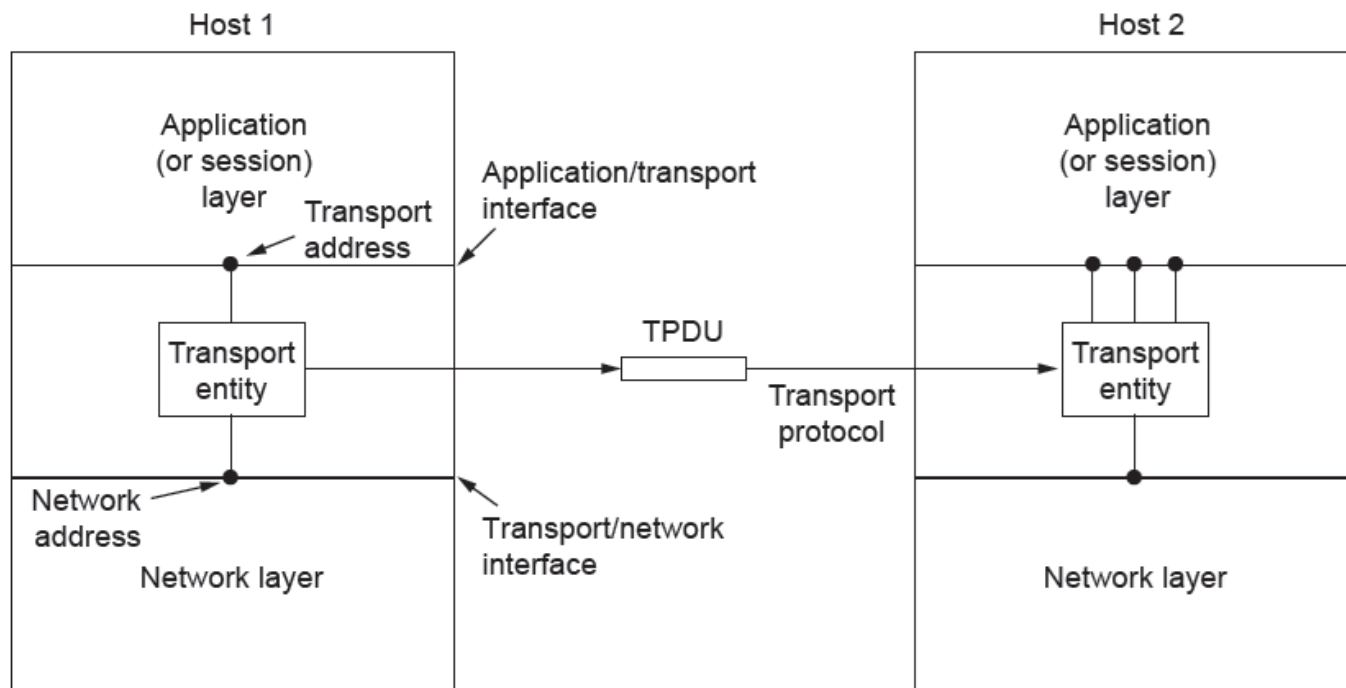 Host 1
Host 2
Application
(or session)
layer
Transport
address
Application/transport
interface
Application
(or session)
layer
Transport
entity
TPDU
Transport
protocol
Transport
entity
Network
address
Transport/network
interface
Network layer
Network layer